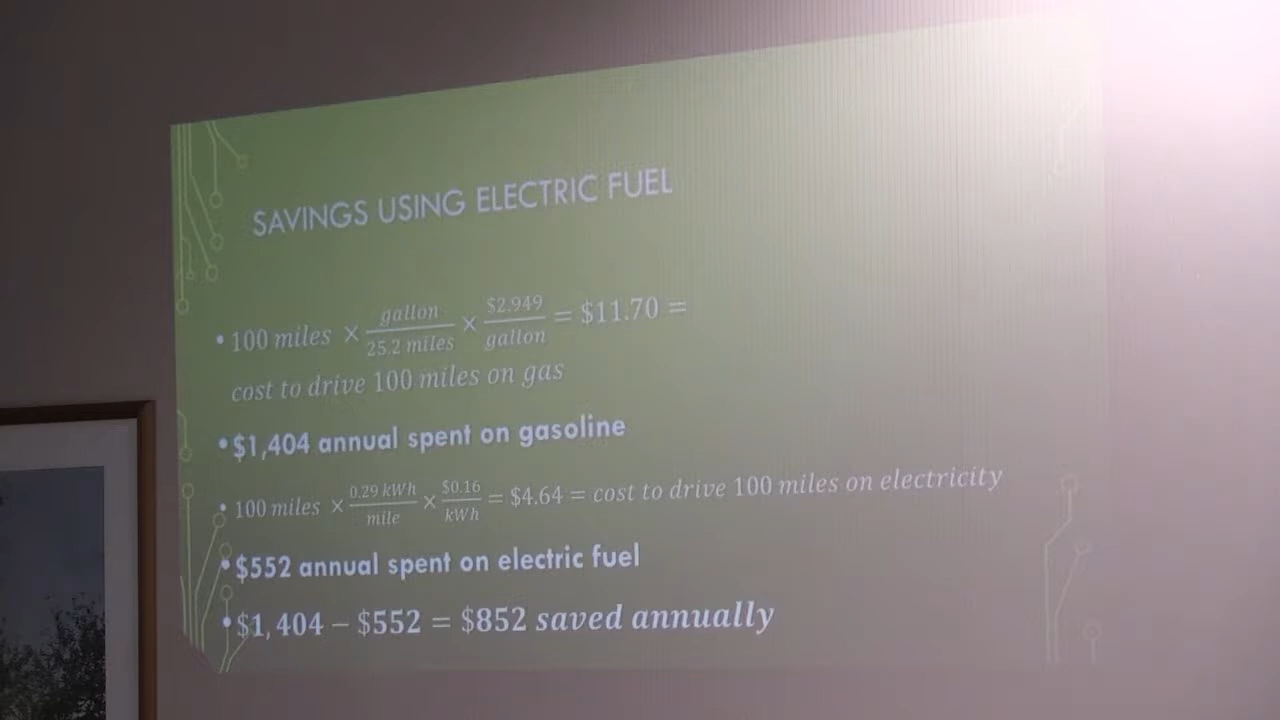 SAVINGS USING ELECTRIC FUEL
• 100 miles × gallon/25.2 miles × $2.949/gallon = $11.70 =
cost to drive 100 miles on gas
• $1,404 annual spent on gasoline
• 100 miles × 0.29 kWh/mile × $0.16/kWh = $4.64 = cost to drive 100 miles on electricity
• $552 annual spent on electric fuel
• $1,404 − $552 = $852 saved annually